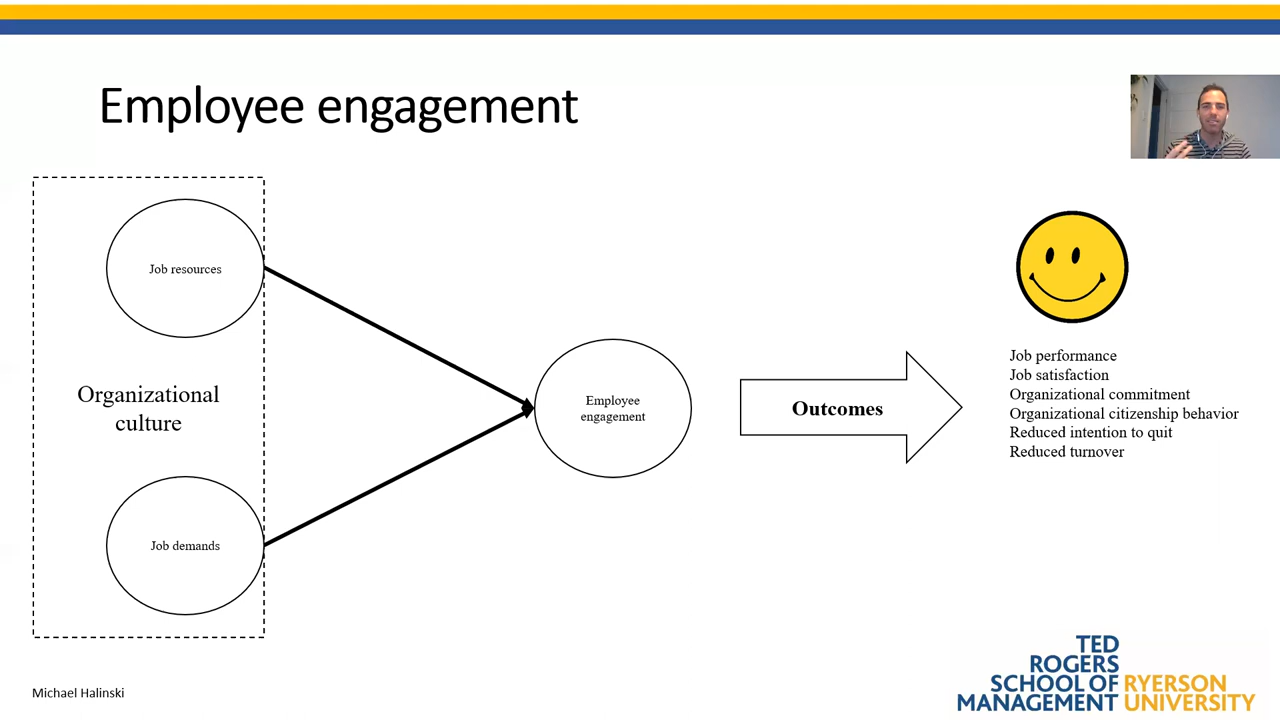 Employee engagement
Job resources
Organizational
culture
Job demands
Employee
engagement
Outcomes
Job performance
Job satisfaction
Organizational commitment
Organizational citizenship behavior
Reduced intention to quit
Reduced turnover
Michael Halinski
TED
ROGERS
SCHOOL OF RYERSON
MANAGEMENT UNIVERSITY